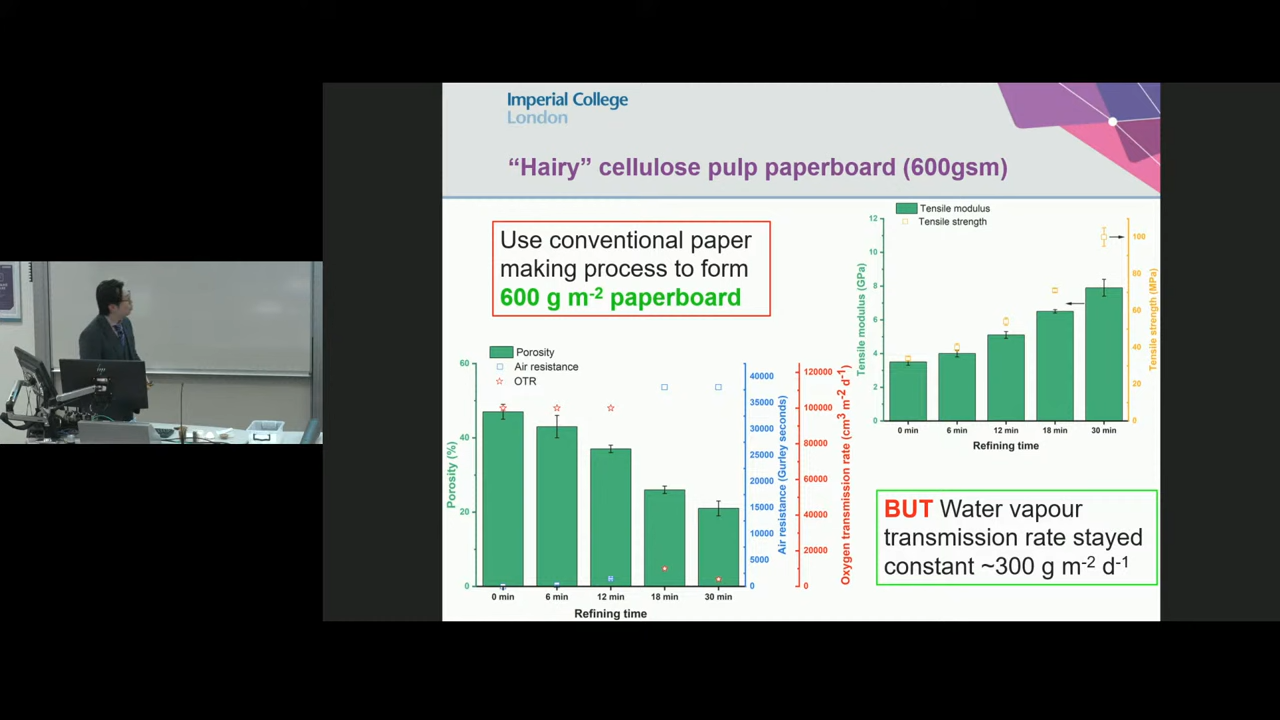 Imperial College
London
“Hairy” cellulose pulp paperboard (600gsm)
Use conventional paper
making process to form
600 g m-2 paperboard
Porosity
Air resistance
OTR
60
40
20
0
Porosity (%)
0 min
6 min
12 min
18 min
30 min
Refining time
40000
35000
30000
25000
20000
15000
10000
5000
0
Air resistance (Gurley seconds)
120000
100000
80000
60000
40000
20000
0
Oxygen transmission rate (cm3 m-2 d-1)
Tensile modulus
Tensile strength
12
10
8
6
4
2
0
Tensile modulus (GPa)
0 min
6 min
12 min
18 min
30 min
Refining time
100
80
60
40
20
0
Tensile strength (MPa)
BUT Water vapour
transmission rate stayed
constant ~300 g m-2 d-1